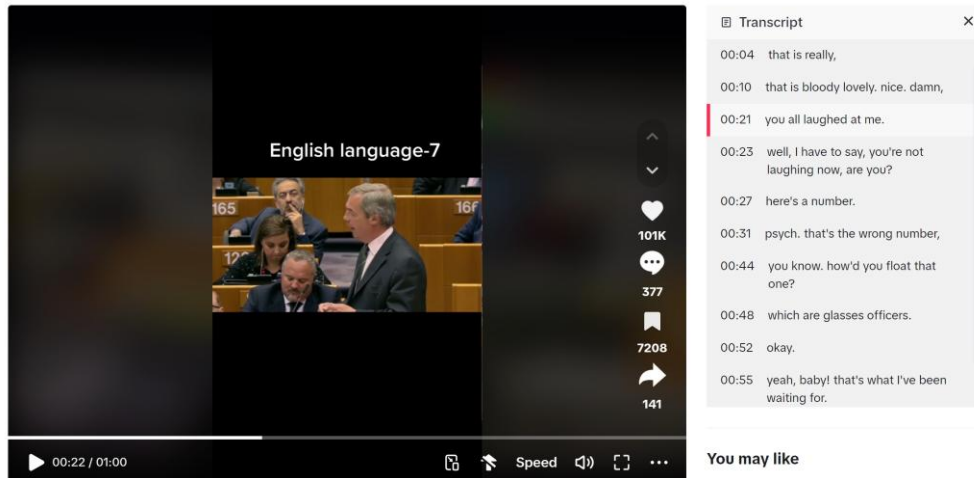 Transcript
00:04 that is really,
00:10 that is bloody lovely. nice. damn,
00:21 you all laughed at me.
00:23 well, I have to say, you're not
laughing now, are you?
00:27 here's a number.
00:31 psych. that's the wrong number,
00:44 you know. how'd you float that
one?
00:48 which are glasses officers.
00:52 okay.
00:55 yeah, baby! that's what I've been
waiting for.
English language-7
165
166
101K
377
7208
141
00:22 / 01:00
Speed
You may like